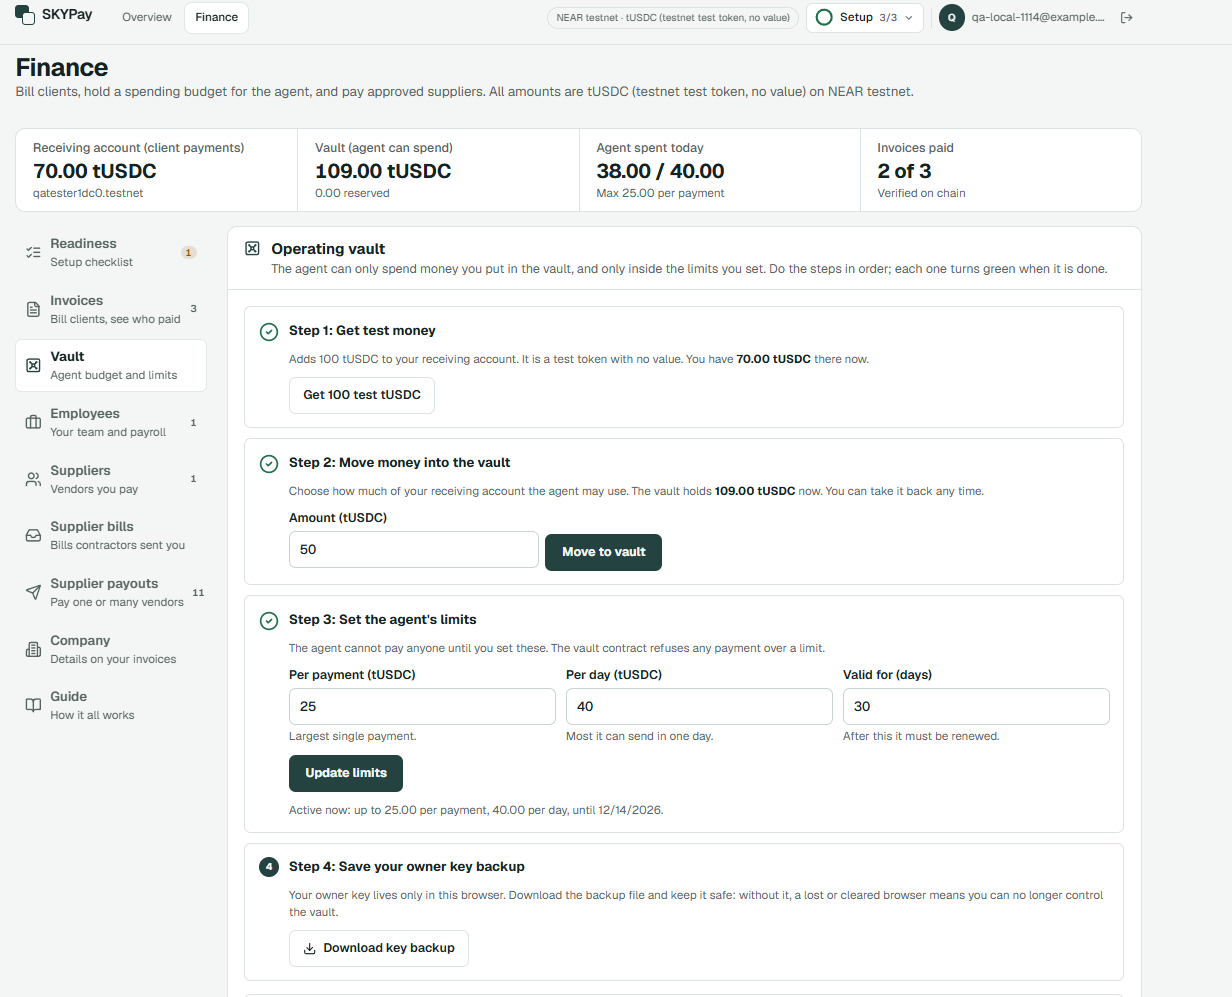 SKYPay
Overview
Finance
NEAR testnet · tUSDC (testnet test token, no value)
Setup 3/3
Q
qa-local-1114@example....
Finance
Bill clients, hold a spending budget for the agent, and pay approved suppliers. All amounts are tUSDC (testnet test token, no value) on NEAR testnet.
Receiving account (client payments)
70.00 tUSDC
qatester1dc0.testnet
Vault (agent can spend)
109.00 tUSDC
0.00 reserved
Agent spent today
38.00 / 40.00
Max 25.00 per payment
Invoices paid
2 of 3
Verified on chain
Readiness
Setup checklist
1
Invoices
Bill clients, see who paid
3
Vault
Agent budget and limits
Employees
Your team and payroll
1
Suppliers
Vendors you pay
1
Supplier bills
Bills contractors sent you
Supplier payouts
Pay one or many vendors
11
Company
Details on your invoices
Guide
How it all works
Operating vault
The agent can only spend money you put in the vault, and only inside the limits you set. Do the steps in order; each one turns green when it is done.
Step 1: Get test money
Adds 100 tUSDC to your receiving account. It is a test token with no value. You have 70.00 tUSDC there now.
Get 100 test tUSDC
Step 2: Move money into the vault
Choose how much of your receiving account the agent may use. The vault holds 109.00 tUSDC now. You can take it back any time.
Amount (tUSDC)
50
Move to vault
Step 3: Set the agent's limits
The agent cannot pay anyone until you set these. The vault contract refuses any payment over a limit.
Per payment (tUSDC)
25
Largest single payment.
Per day (tUSDC)
40
Most it can send in one day.
Valid for (days)
30
After this it must be renewed.
Update limits
Active now: up to 25.00 per payment, 40.00 per day, until 12/14/2026.
4
Step 4: Save your owner key backup
Your owner key lives only in this browser. Download the backup file and keep it safe: without it, a lost or cleared browser means you can no longer control
the vault.
Download key backup